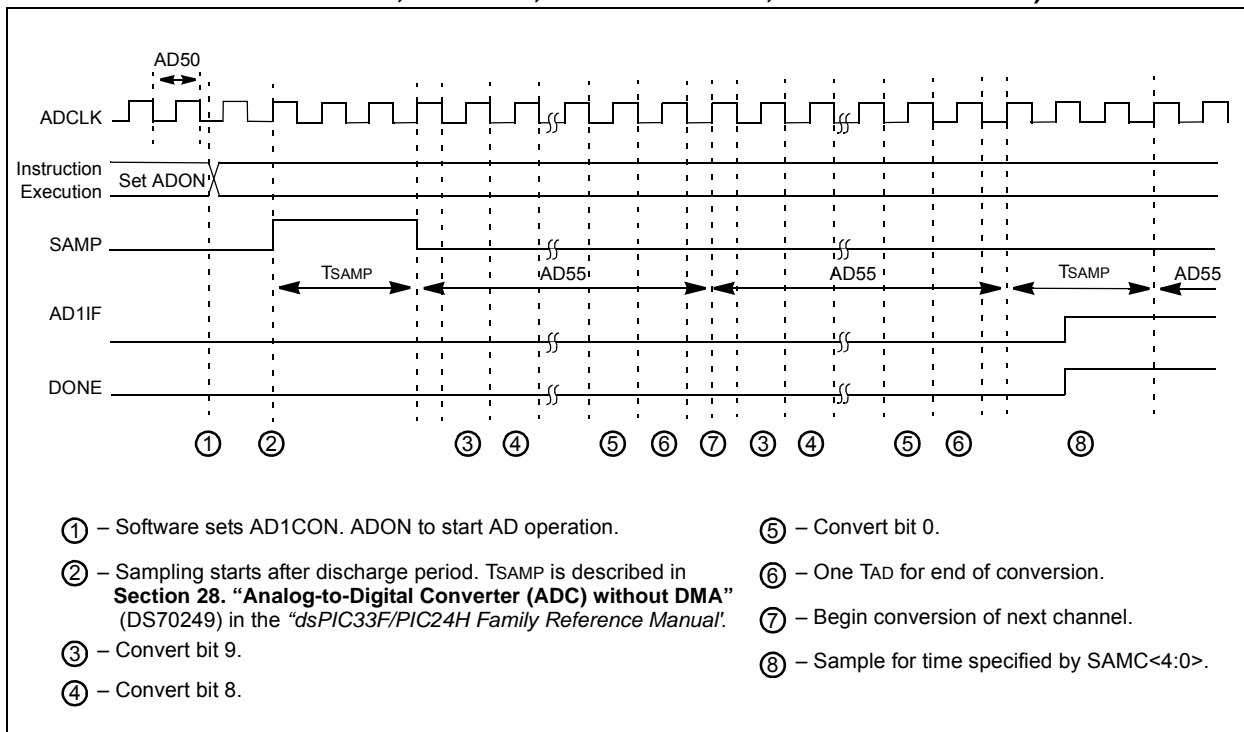 AD50
ADCLK
Instruction
Execution
Set ADON
SAMP
TSAMP
AD55
AD55
TSAMP
AD55
AD1IF
DONE
1 2 3 4 5 6 7 3 4 5 6 8
1 – Software sets AD1CON. ADON to start AD operation.
2 – Sampling starts after discharge period. TSAMP is described in
Section 28. “Analog-to-Digital Converter (ADC) without DMA”
(DS70249) in the “dsPIC33F/PIC24H Family Reference Manual'.
3 – Convert bit 9.
4 – Convert bit 8.
5 – Convert bit 0.
6 – One TAD for end of conversion.
7 – Begin conversion of next channel.
8 – Sample for time specified by SAMC<4:0>.